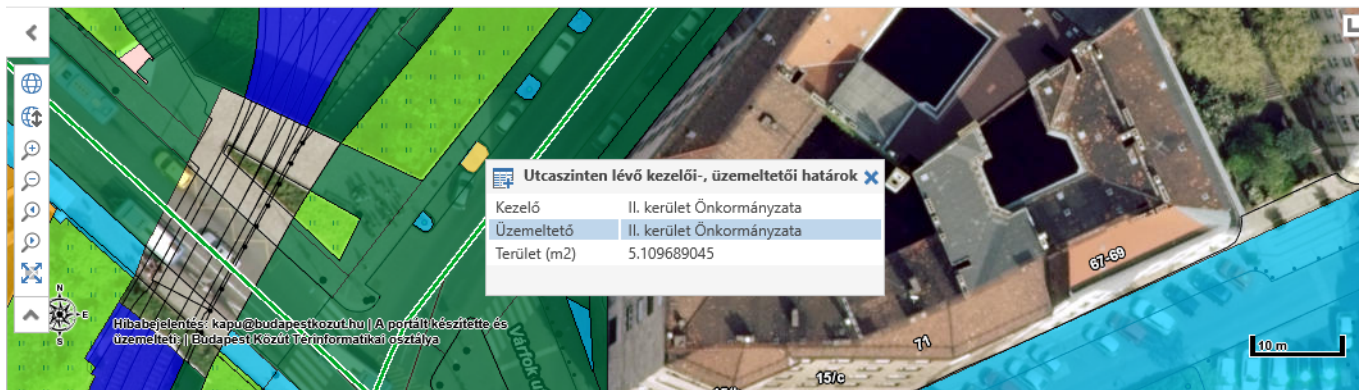 Utcaszinten lévő kezelői-, üzemeltetői határok
Kezelő II. kerület Önkormányzata
Üzemeltető II. kerület Önkormányzata
Terület (m2) 5.109689045
67-69
N
E
S
Hibabejelentés: kapu@budapestkozut.hu | A portált készítette és
üzemelteti: | Budapest Közút Térinformatikai osztálya
Várfok u
71
10 m
15/c